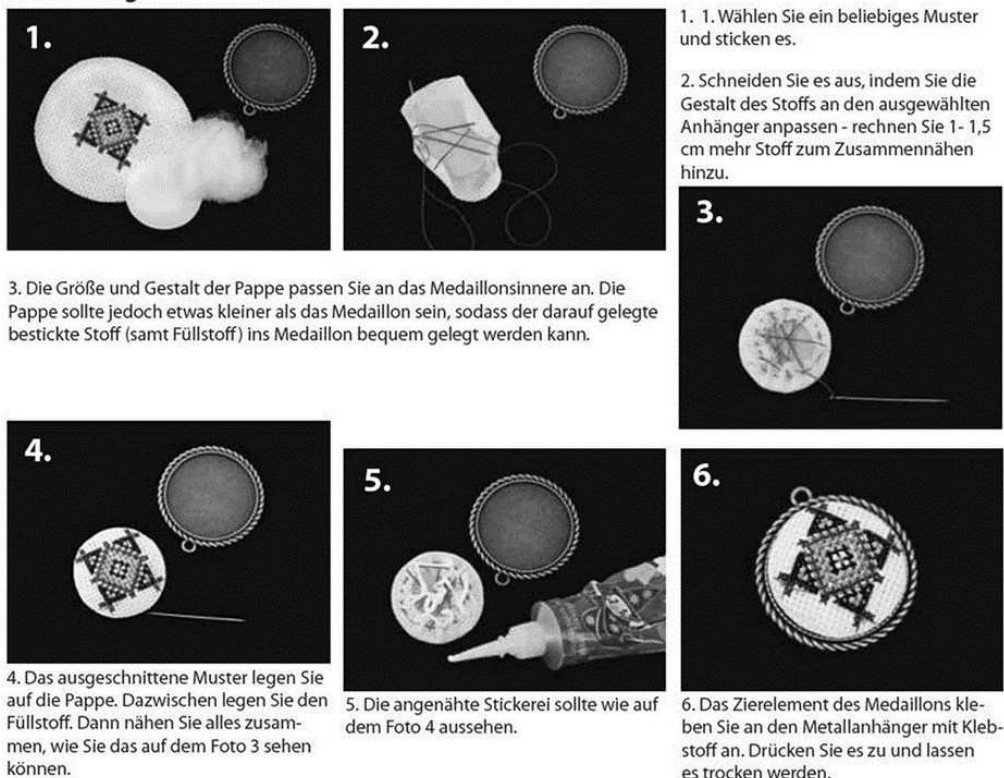 1.
2.
1. 1. Wählen Sie ein beliebiges Muster
und sticken es.
2. Schneiden Sie es aus, indem Sie die
Gestalt des Stoffs an den ausgewählten
Anhänger anpassen - rechnen Sie 1- 1,5
cm mehr Stoff zum Zusammennähen
hinzu.
3.
3. Die Größe und Gestalt der Pappe passen Sie an das Medaillonsinnere an. Die
Pappe sollte jedoch etwas kleiner als das Medaillon sein, sodass der darauf gelegte
bestickte Stoff (samt Füllstoff) ins Medaillon bequem gelegt werden kann.
4.
5.
6.
4. Das ausgeschnittene Muster legen Sie
auf die Pappe. Dazwischen legen Sie den
Füllstoff. Dann nähen Sie alles zusam-
men, wie Sie das auf dem Foto 3 sehen
können.
5. Die angenähte Stickerei sollte wie auf
dem Foto 4 aussehen.
6. Das Zierelement des Medaillons kle-
ben Sie an den Metallanhänger mit Kleb-
stoff an. Drücken Sie es zu und lassen
es trocken werden.